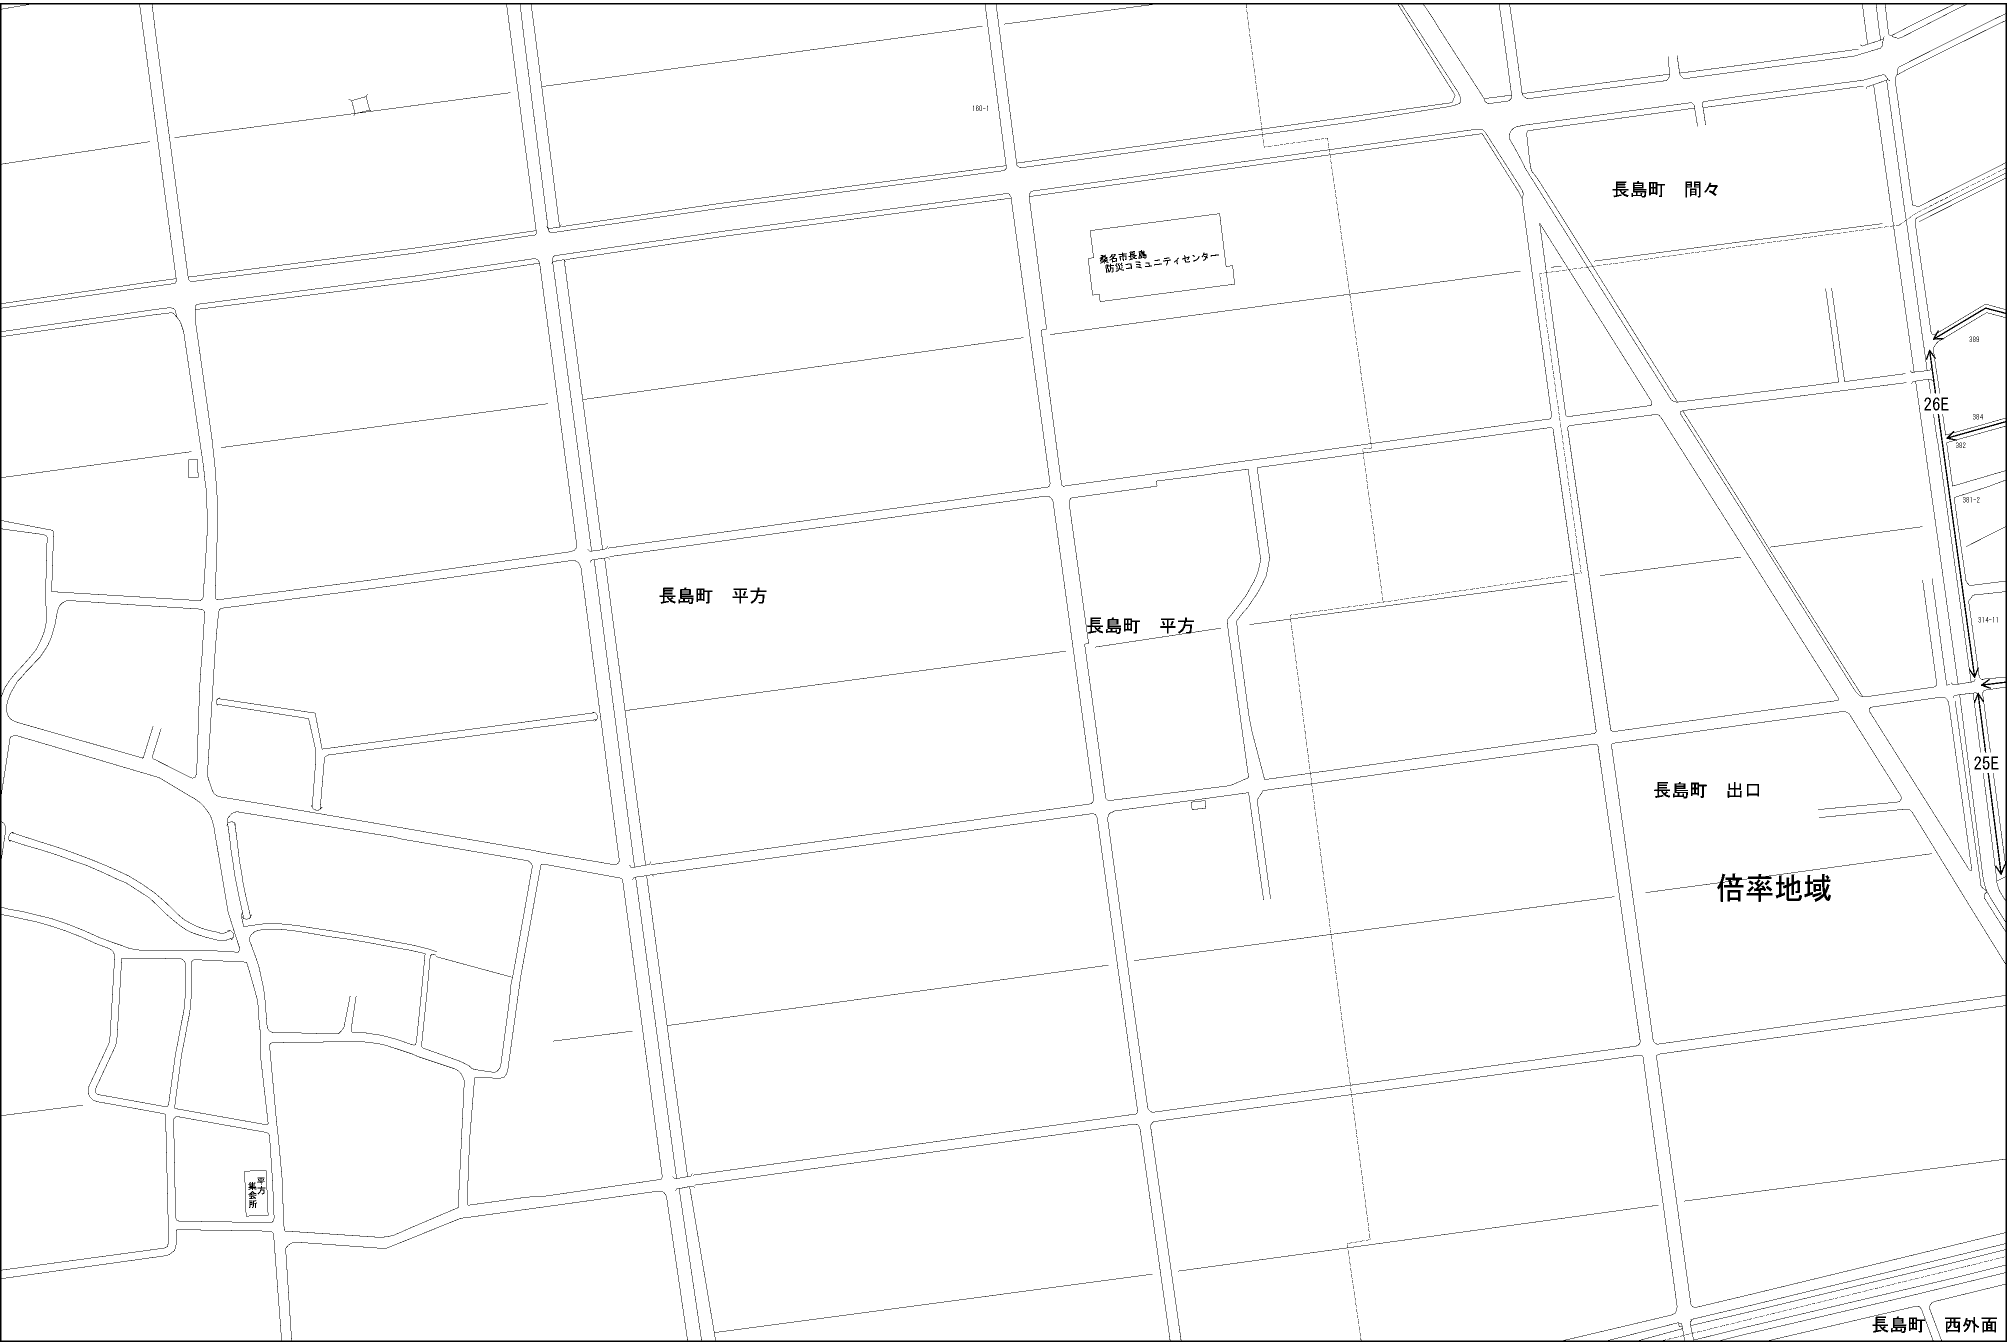 160-1
長島町　間々
桑名市長島
防災コミュニティセンター
389
26E
384
382
381-2
長島町　平方
長島町　平方
314-11
25E
長島町　出口
倍率地域
平方
集会所
長島町　西外面